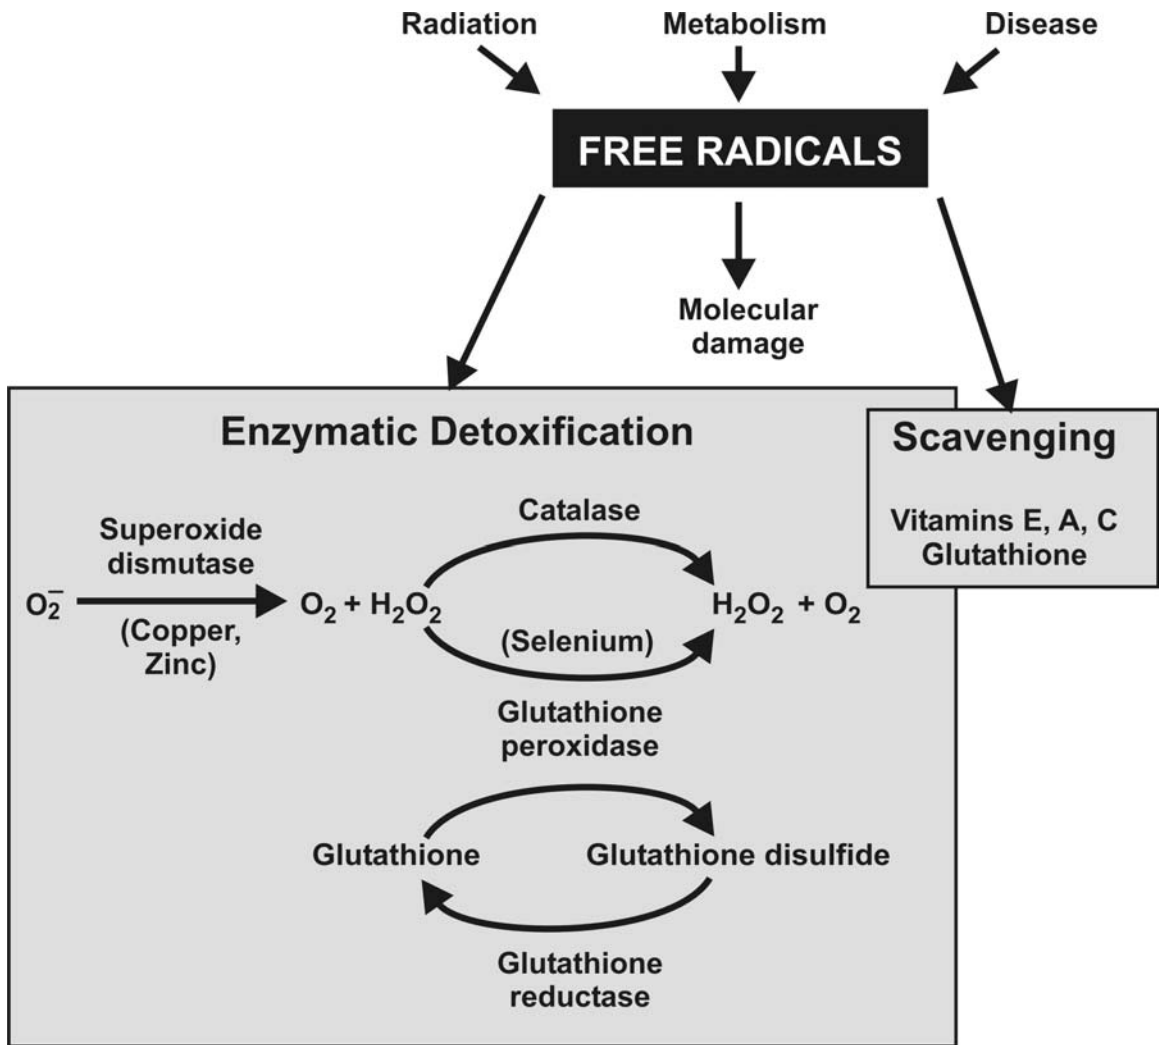 Radiation
Metabolism
Disease
FREE RADICALS
Molecular
damage
Enzymatic Detoxification
Scavenging
Vitamins E, A, C
Glutathione
Superoxide
dismutase
Catalase
O₂⁻
O₂ + H₂O₂
H₂O₂ + O₂
(Copper,
Zinc)
(Selenium)
Glutathione
peroxidase
Glutathione
Glutathione disulfide
Glutathione
reductase